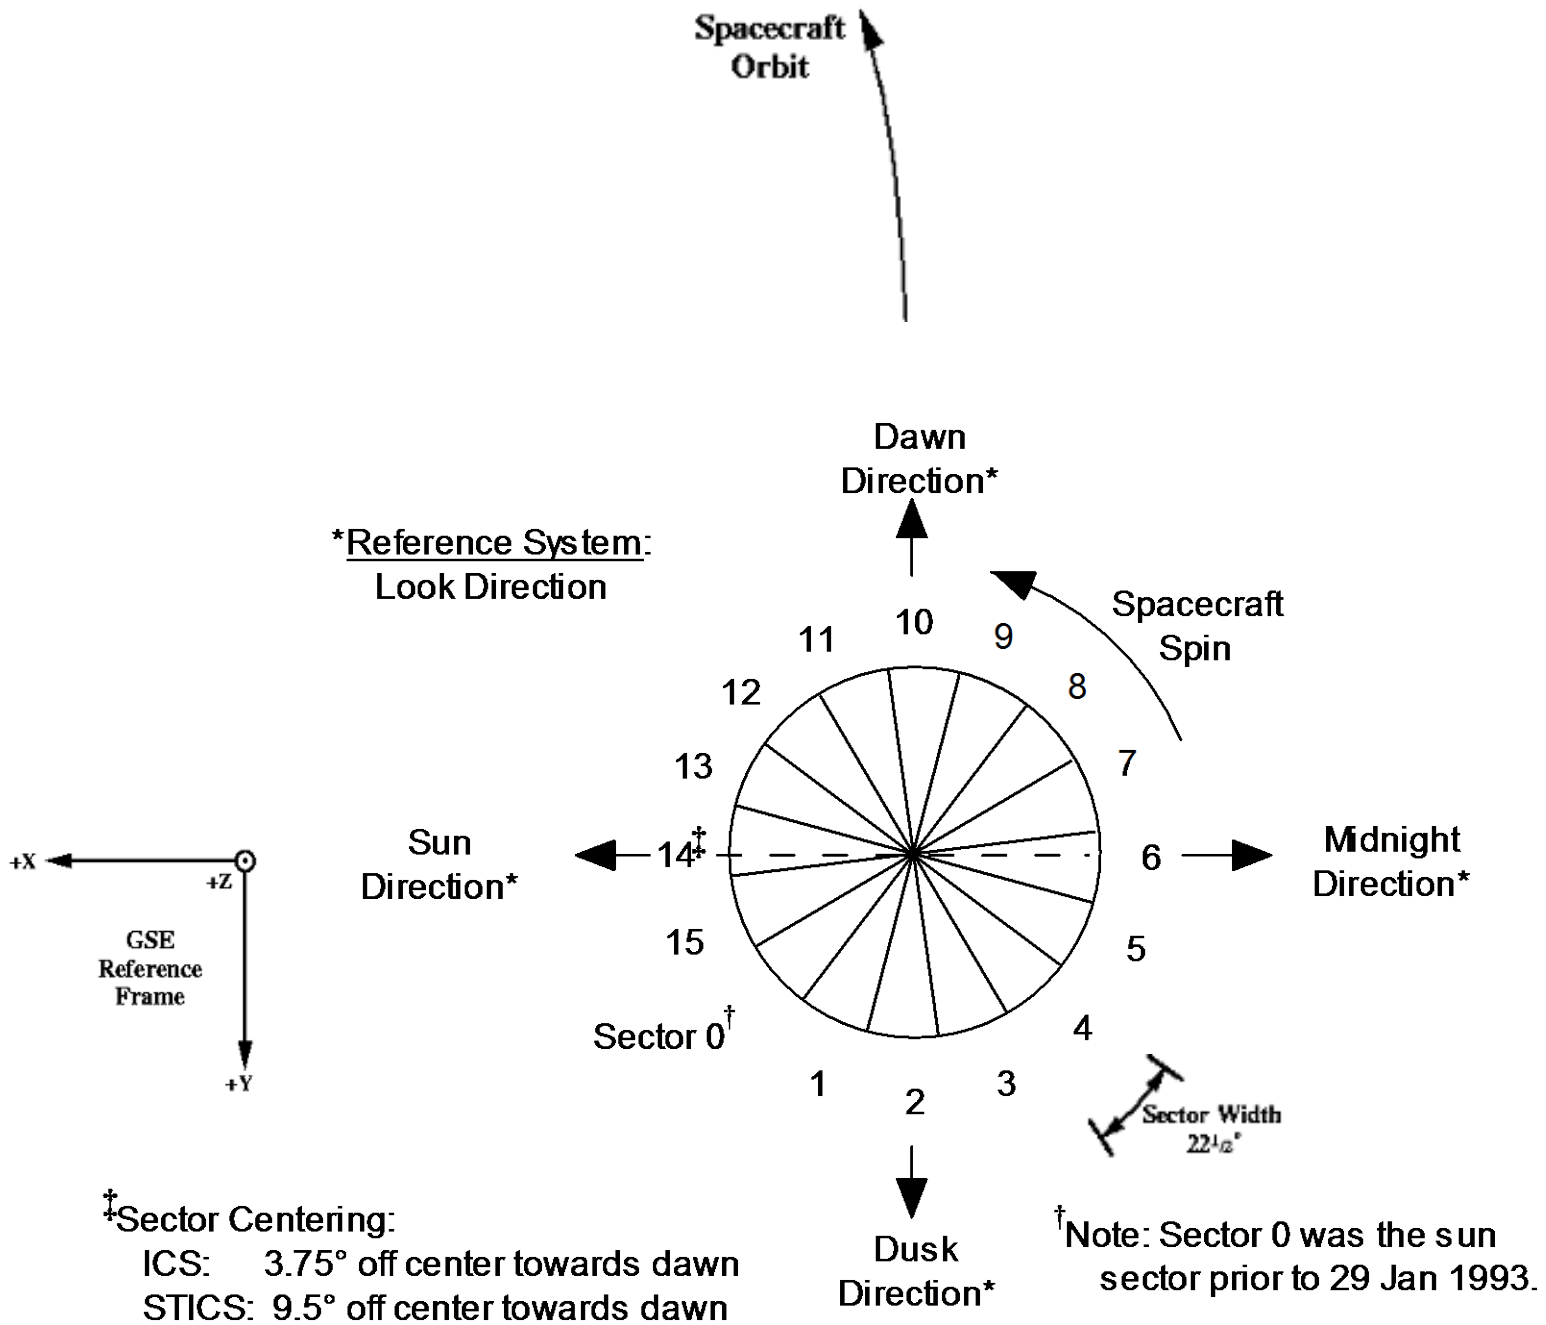 Spacecraft
Orbit
Dawn
Direction*
*Reference System:
Look Direction
Spacecraft
Spin
10
11
9
12
8
13
7
Sun
Direction*
14‡
6
Midnight
Direction*
+X
+Z
GSE
Reference
Frame
+Y
15
5
Sector 0†
4
1
2
3
Sector Width
22 1/2°
Dusk
Direction*
‡Sector Centering:
ICS: 3.75° off center towards dawn
STICS: 9.5° off center towards dawn
†Note: Sector 0 was the sun
sector prior to 29 Jan 1993.